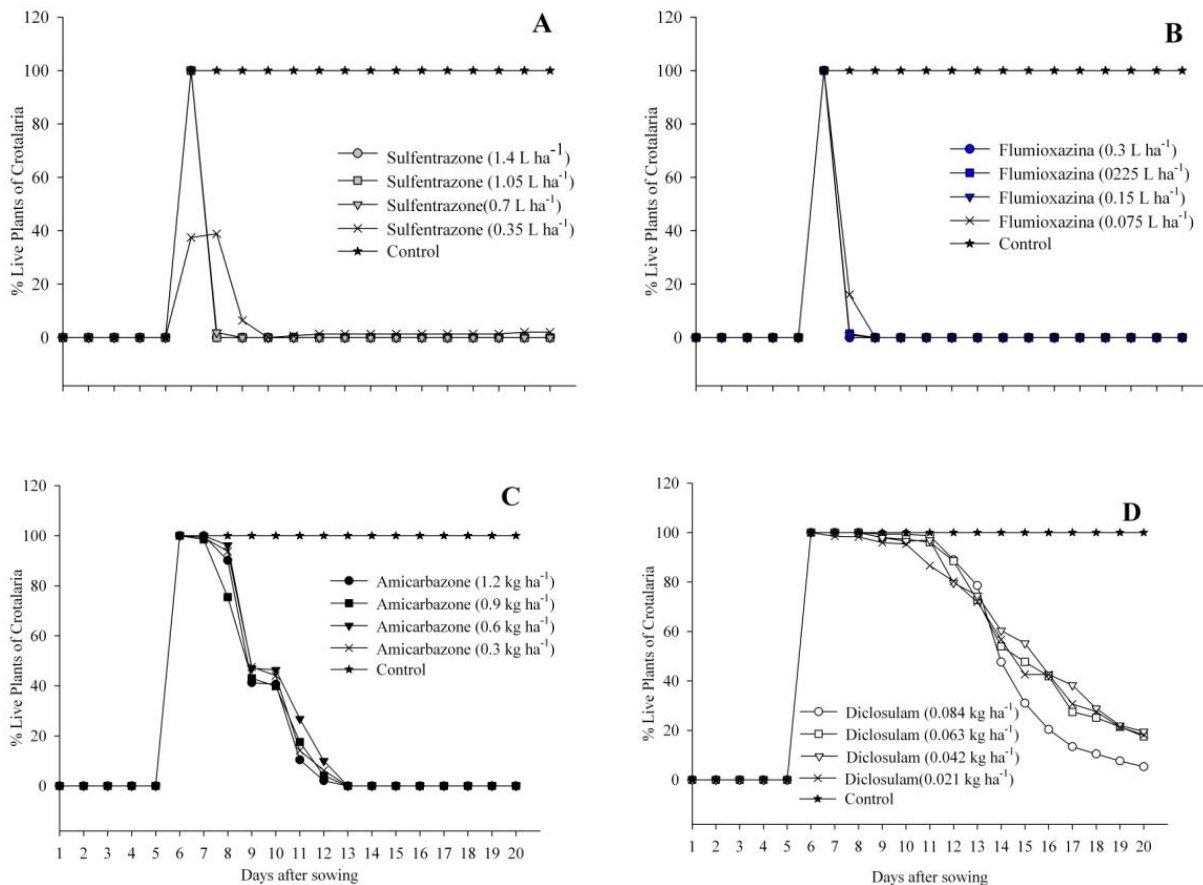 A
120
100
80
60
40
20
0
% Live Plants of Crotalaria
Sulfentrazone (1.4 L ha⁻¹)
Sulfentrazone (1.05 L ha⁻¹)
Sulfentrazone(0.7 L ha⁻¹)
Sulfentrazone (0.35 L ha⁻¹)
Control
B
120
100
80
60
40
20
0
% Live Plants of Crotalaria
Flumioxazina (0.3 L ha⁻¹)
Flumioxazina (0225 L ha⁻¹)
Flumioxazina (0.15 L ha⁻¹)
Flumioxazina (0.075 L ha⁻¹)
Control
C
120
100
80
60
40
20
0
% Live Plants of Crotalaria
Amicarbazone (1.2 kg ha⁻¹)
Amicarbazone (0.9 kg ha⁻¹)
Amicarbazone (0.6 kg ha⁻¹)
Amicarbazone (0.3 kg ha⁻¹)
Control
1 2 3 4 5 6 7 8 9 10 11 12 13 14 15 16 17 18 19 20
Days after sowing
D
120
100
80
60
40
20
0
% Live Plants of Crotalaria
Diclosulam (0.084 kg ha⁻¹)
Diclosulam (0.063 kg ha⁻¹)
Diclosulam (0.042 kg ha⁻¹)
Diclosulam(0.021 kg ha⁻¹)
Control
1 2 3 4 5 6 7 8 9 10 11 12 13 14 15 16 17 18 19 20
Days after sowing